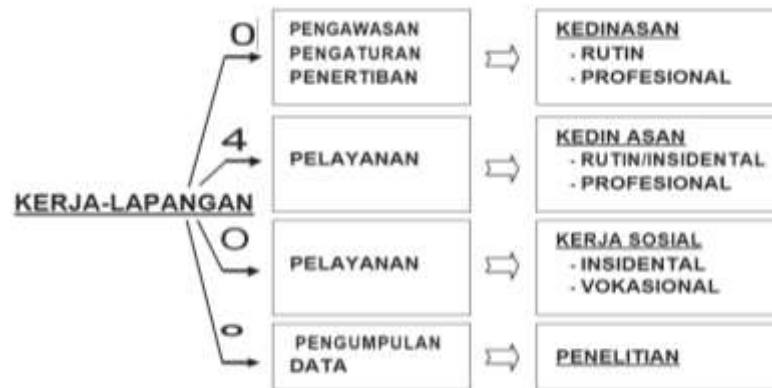 0
PENGAWASAN
PENGATURAN
PENERTIBAN
KEDINASAN
- RUTIN
- PROFESIONAL
4
PELAYANAN
KEDIN ASAN
- RUTIN/INSIDENTAL
- PROFESIONAL
KERJA-LAPANGAN
O
PELAYANAN
KERJA SOSIAL
- INSIDENTAL
- VOKASIONAL
o
PENGUMPULAN
DATA
PENELITIAN